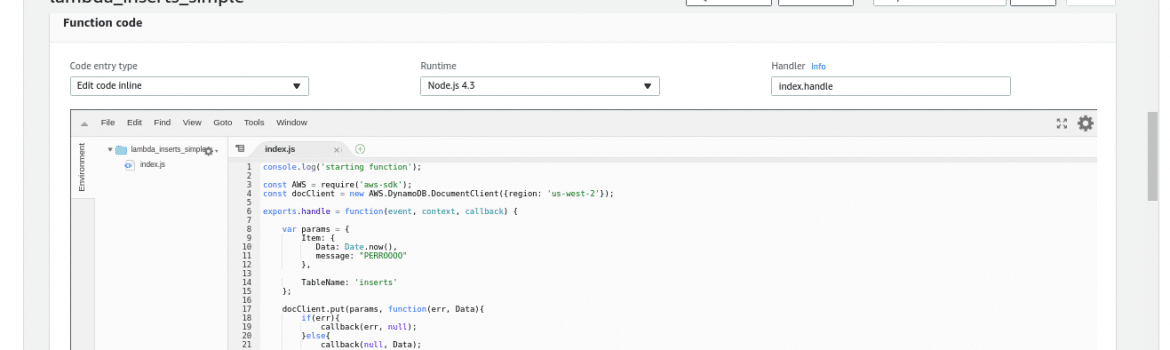 lambda_inserts_simple
Function code
Code entry type Runtime Handler Info
Edit code inline Node.js 4.3 index.handle
File Edit Find View Goto Tools Window
Environment
lambda_inserts_simple
index.js
index.js
1 console.log('starting function');
2
3 const AWS = require('aws-sdk');
4 const docClient = new AWS.DynamoDB.DocumentClient({region: 'us-west-2'});
5
6 exports.handle = function(event, context, callback) {
7
8 var params = {
9 Item: {
10 Data: Date.now(),
11 message: "PERROOOO"
12 },
13
14 TableName: 'inserts'
15 };
16
17 docClient.put(params, function(err, Data){
18 if(err){
19 callback(err, null);
20 }else{
21 callback(null, Data);